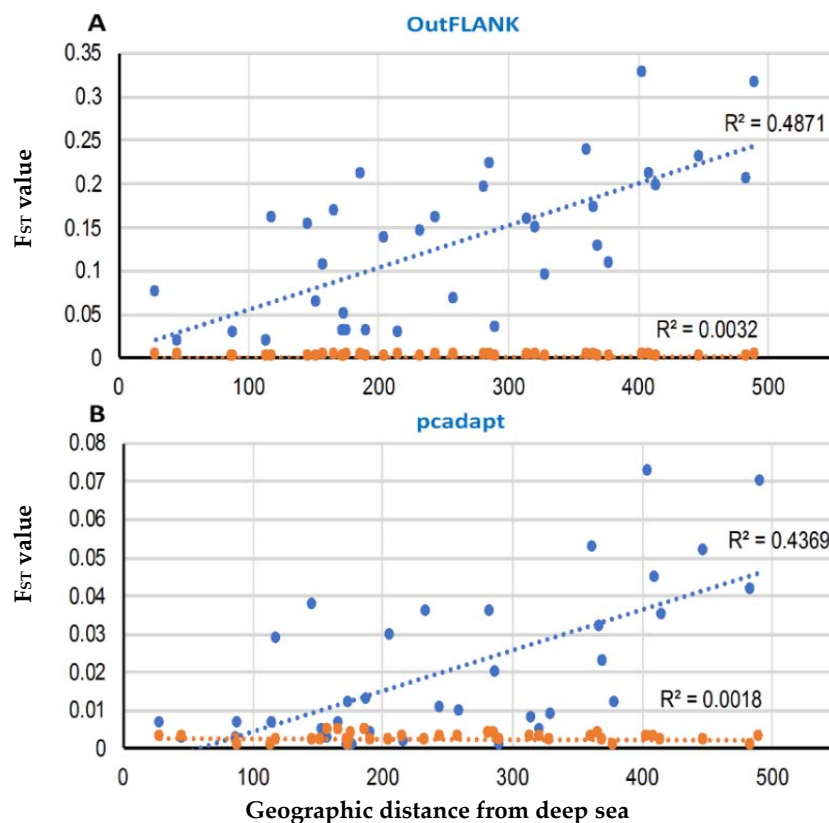 A
OutFLANK
0.35
0.3
0.25
0.2
0.15
0.1
0.05
0
FST value
R² = 0.4871
R² = 0.0032
0 100 200 300 400 500
B
pcadapt
0.08
0.07
0.06
0.05
0.04
0.03
0.02
0.01
0
FST value
R² = 0.4369
R² = 0.0018
0 100 200 300 400 500
Geographic distance from deep sea